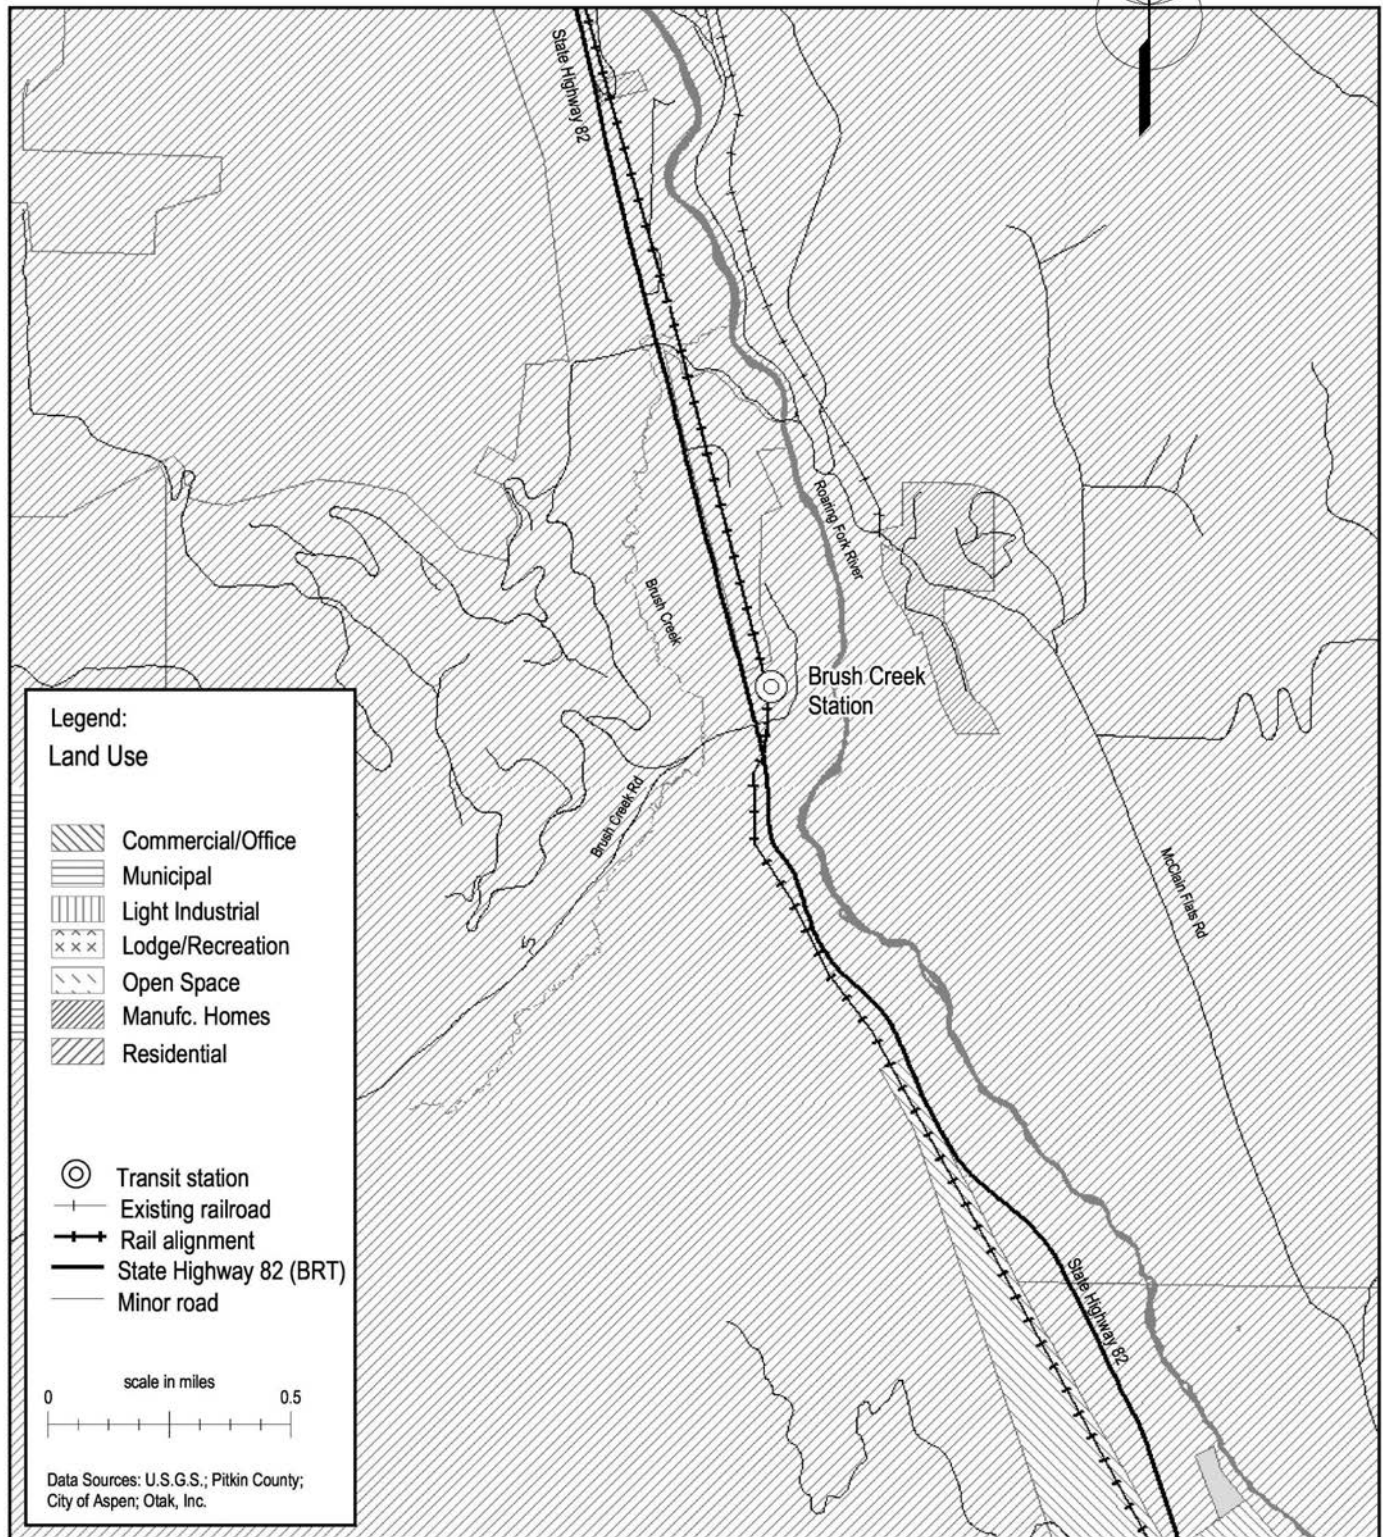 State Highway 82
Roaring Fork River
Brush Creek
Brush Creek
Station
Brush Creek Rd
McClain Flats Rd
State Highway 82
Legend:
Land Use
Commercial/Office
Municipal
Light Industrial
Lodge/Recreation
Open Space
Manufc. Homes
Residential
Transit station
Existing railroad
Rail alignment
State Highway 82 (BRT)
Minor road
scale in miles
0 0.5
Data Sources: U.S.G.S.; Pitkin County;
City of Aspen; Otak, Inc.